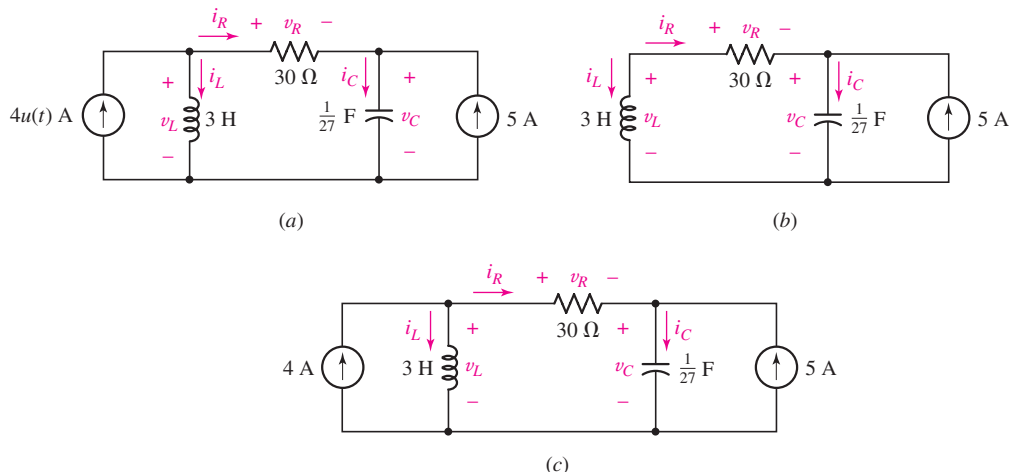 i_R + v_R −
30 Ω
4u(t) A
+ i_L
v_L 3 H
−
i_C +
1/27 F v_C
−
5 A
(a)
i_R + v_R −
30 Ω
i_L +
3 H v_L
−
+ i_C
v_C 1/27 F
−
5 A
(b)
i_R + v_R −
30 Ω
4 A
i_L +
3 H v_L
−
+ i_C
v_C 1/27 F
−
5 A
(c)